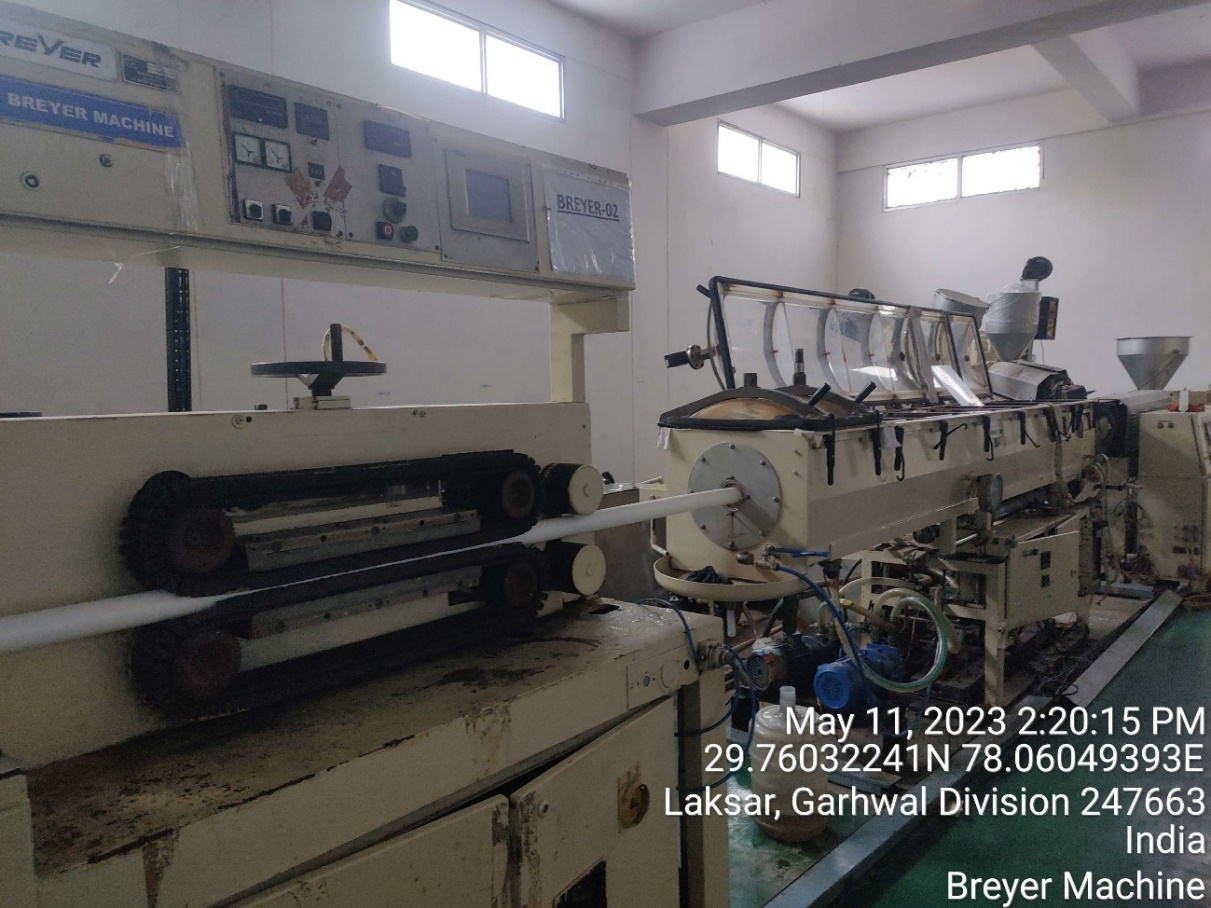 REYER
BREYER MACHINE
BREYER-02
May 11, 2023 2:20:15 PM
29.76032241N 78.06049393E
Laksar, Garhwal Division 247663
India
Breyer Machine